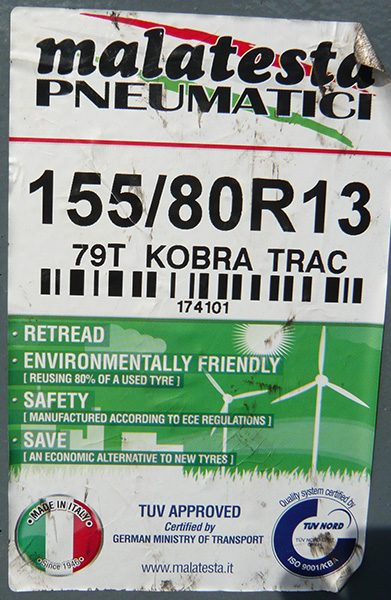 malatesta
PNEUMATICI
155/80R13
79T KOBRA TRAC
174101
· RETREAD
· ENVIRONMENTALLY FRIENDLY
[ REUSING 80% OF A USED TYRE ]
· SAFETY
[ MANUFACTURED ACCORDING TO ECE REGULATIONS ]
· SAVE
[ AN ECONOMIC ALTERNATIVE TO NEW TYRES ]
MADE IN ITALY
Since 1948
TUV APPROVED
Certified by
GERMAN MINISTRY OF TRANSPORT
www.malatesta.it
Quality system certified by
TUV NORD
ISO 9001/KBA